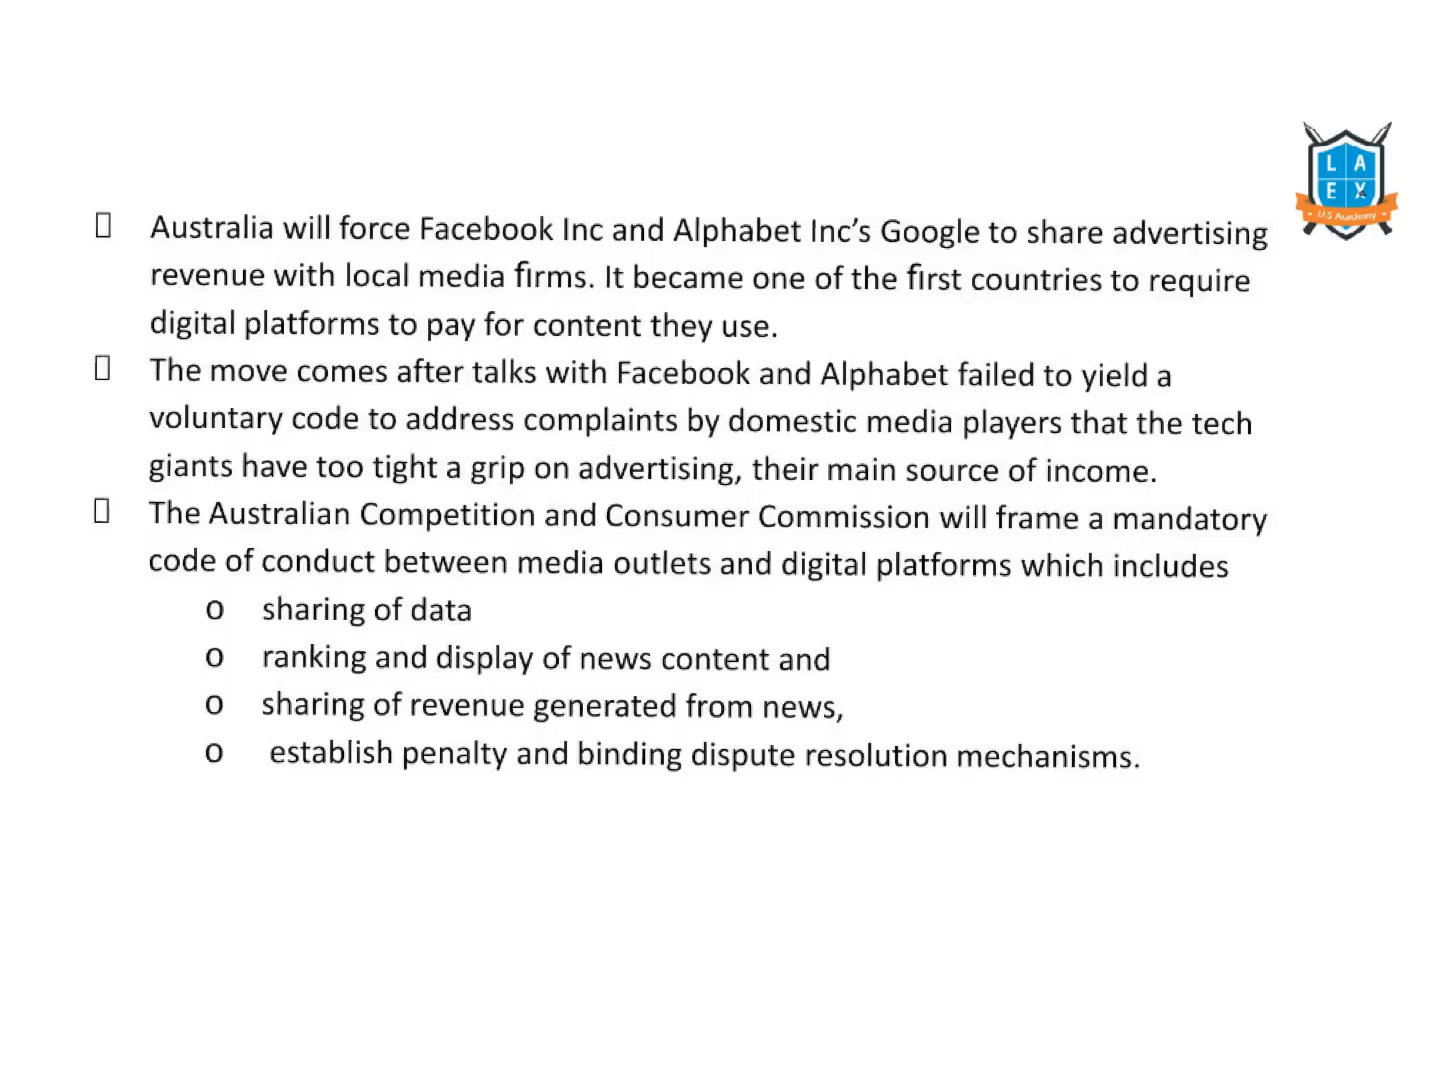 L A
E X
U.S Academy
▯ Australia will force Facebook Inc and Alphabet Inc’s Google to share advertising
revenue with local media firms. It became one of the first countries to require
digital platforms to pay for content they use.
▯ The move comes after talks with Facebook and Alphabet failed to yield a
voluntary code to address complaints by domestic media players that the tech
giants have too tight a grip on advertising, their main source of income.
▯ The Australian Competition and Consumer Commission will frame a mandatory
code of conduct between media outlets and digital platforms which includes
o sharing of data
o ranking and display of news content and
o sharing of revenue generated from news,
o establish penalty and binding dispute resolution mechanisms.